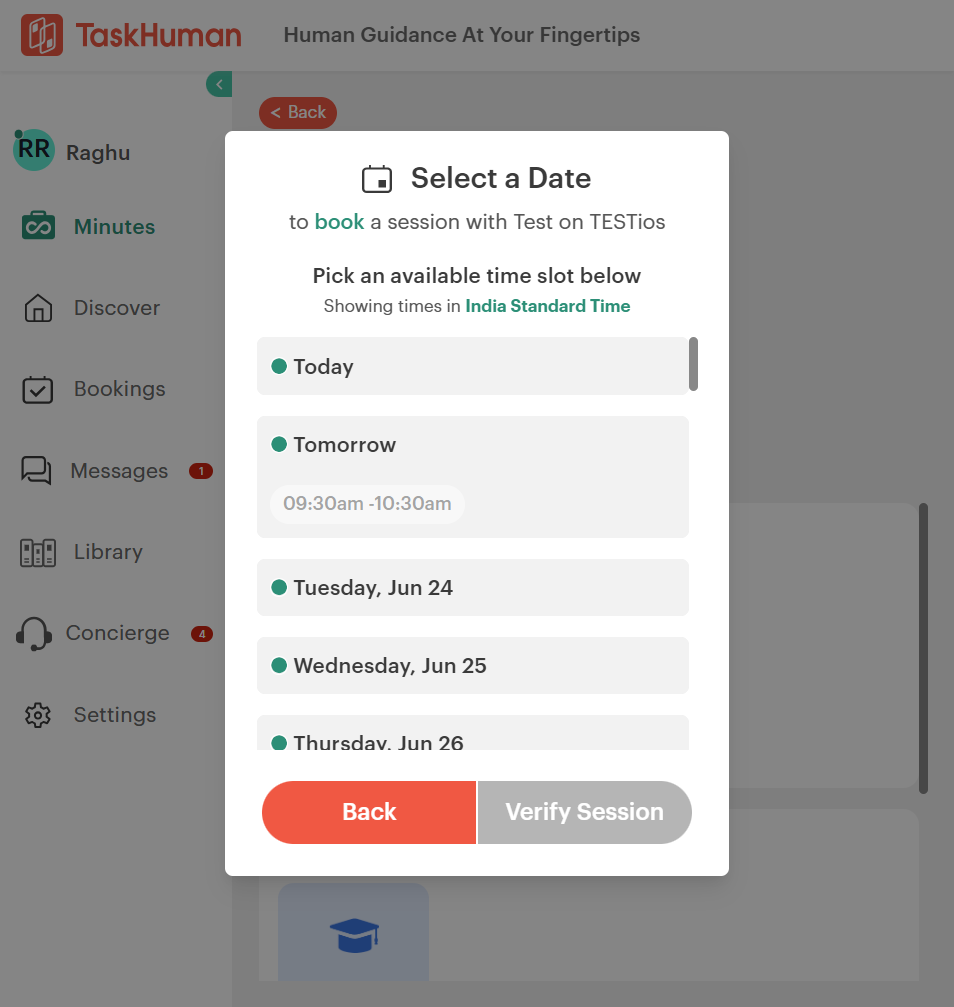 TaskHuman
Human Guidance At Your Fingertips
< Back
RR
Raghu
Minutes
Discover
Bookings
Messages
1
Library
Concierge
4
Settings
Select a Date
to book a session with Test on TESTios
Pick an available time slot below
Showing times in India Standard Time
Today
Tomorrow
09:30am -10:30am
Tuesday, Jun 24
Wednesday, Jun 25
Thursday, Jun 26
Back
Verify Session